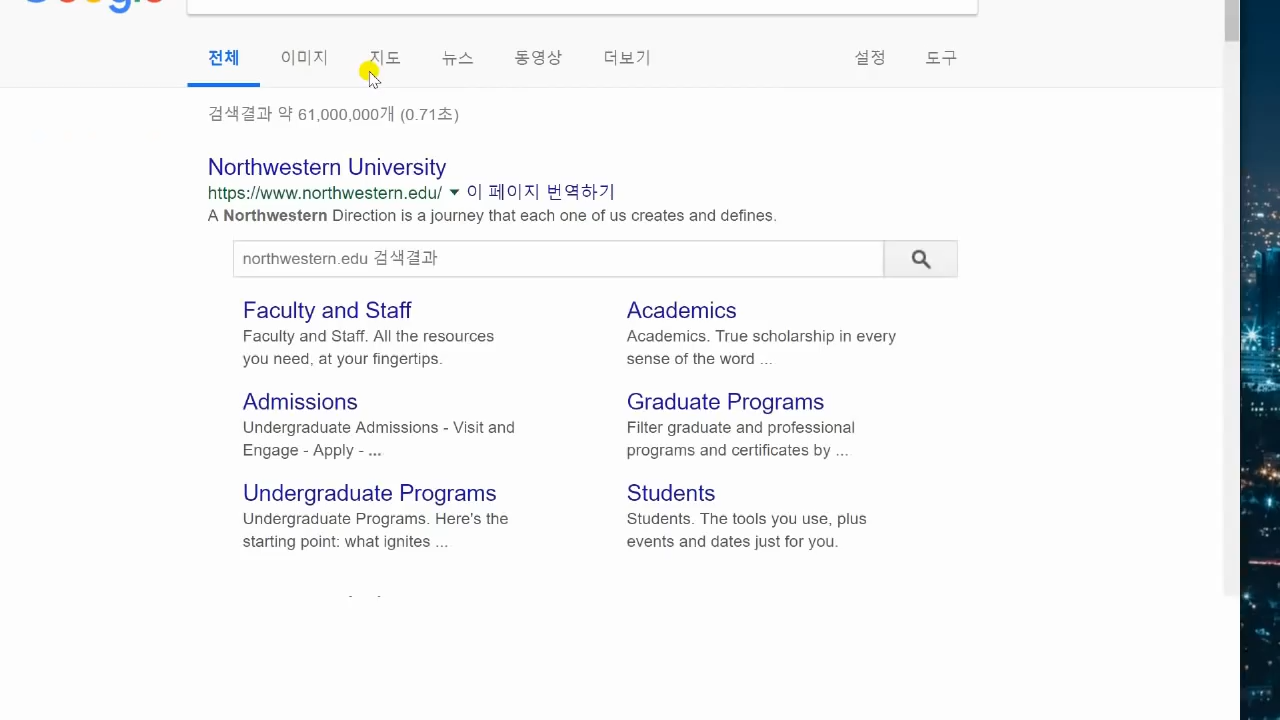 Google
전체 이미지 지도 뉴스 동영상 더보기 설정 도구
검색결과 약 61,000,000개 (0.71초)
Northwestern University
https://www.northwestern.edu/ 이 페이지 번역하기
A Northwestern Direction is a journey that each one of us creates and defines.
northwestern.edu 검색결과
Faculty and Staff
Faculty and Staff. All the resources
you need, at your fingertips.
Academics
Academics. True scholarship in every
sense of the word ...
Admissions
Undergraduate Admissions - Visit and
Engage - Apply - ...
Graduate Programs
Filter graduate and professional
programs and certificates by ...
Undergraduate Programs
Undergraduate Programs. Here's the
starting point: what ignites ...
Students
Students. The tools you use, plus
events and dates just for you.